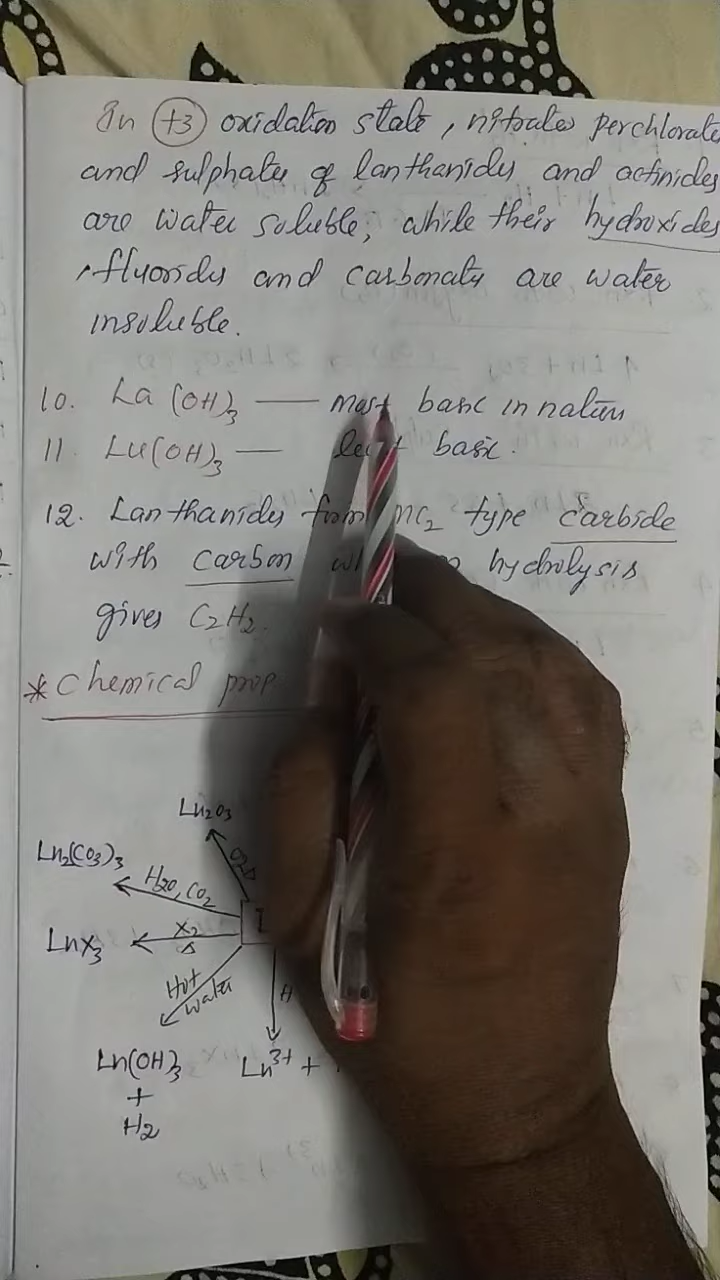 In +3 oxidation state, nitrates perchlorate
and sulphates of lanthanides and actinides
are water soluble; while their hydroxides
, fluorides and carbonates are water
insoluble.
10. La(OH)3 — most basic in nature
11. Lu(OH)3 — least basic.
12. Lanthanides form MC2 type carbide
with carbon hydrolysis
gives C2H2.
* Chemical prop
Ln2O3
O2 Δ
Ln2(CO3)3
H2O, CO2
LnX3
X2
Δ
Hot
water
H
Ln(OH)3
+
H2
Ln3+ +